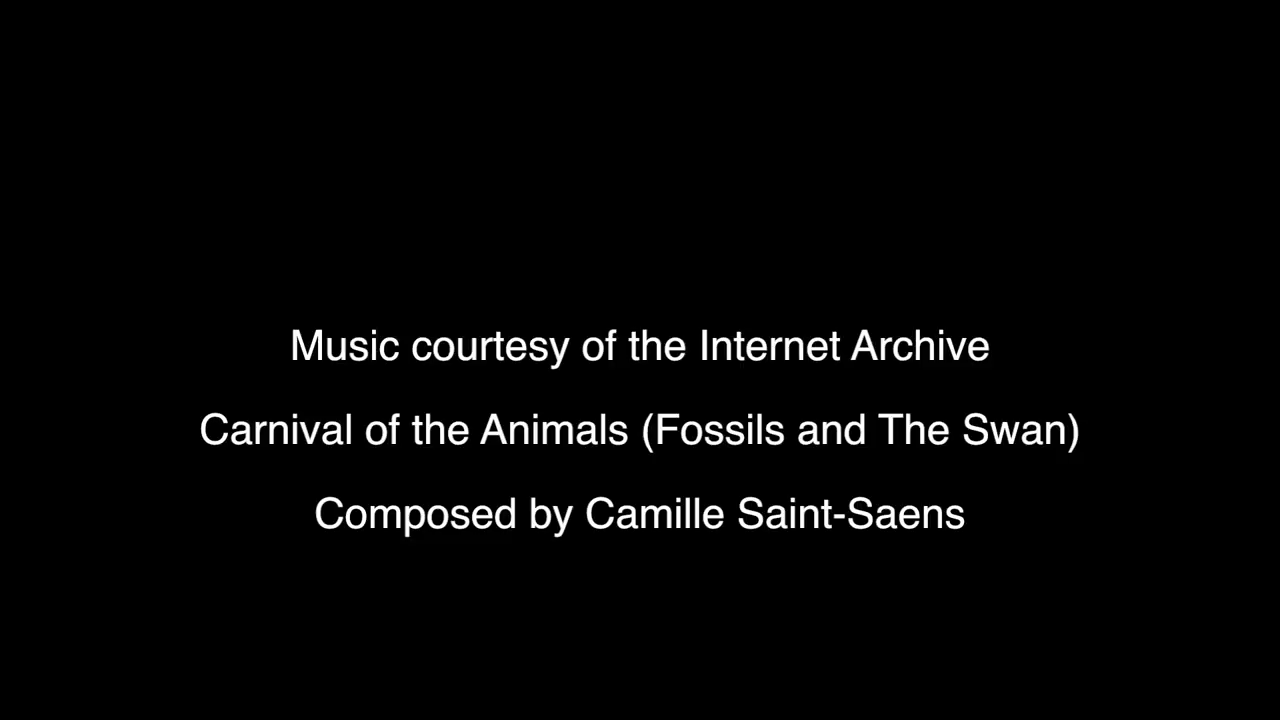 Music courtesy of the Internet Archive
Carnival of the Animals (Fossils and The Swan)
Composed by Camille Saint-Saens